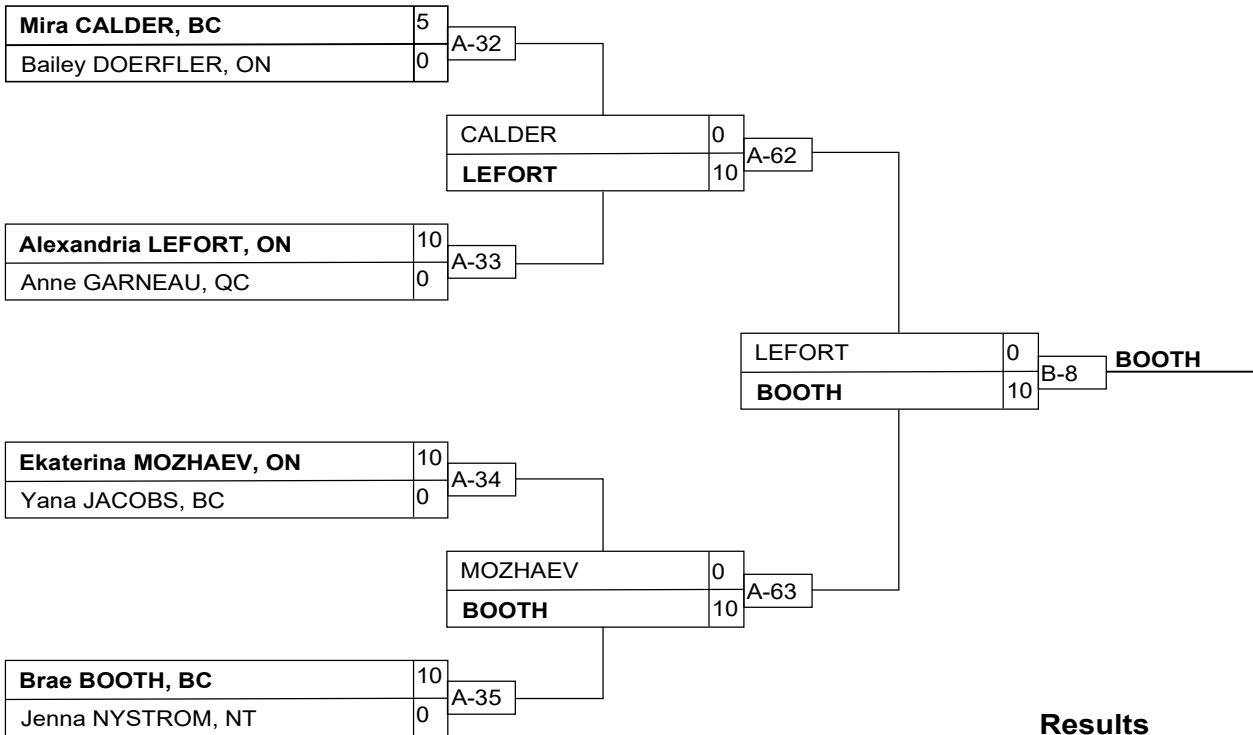 Mira CALDER, BC 5
A-32
Bailey DOERFLER, ON 0
CALDER 0
A-62
LEFORT 10
Alexandria LEFORT, ON 10
A-33
Anne GARNEAU, QC 0
LEFORT 0
B-8
BOOTH
BOOTH 10
Ekaterina MOZHAEV, ON 10
A-34
Yana JACOBS, BC 0
MOZHAEV 0
A-63
BOOTH 10
Brae BOOTH, BC 10
A-35
Jenna NYSTROM, NT 0
Results